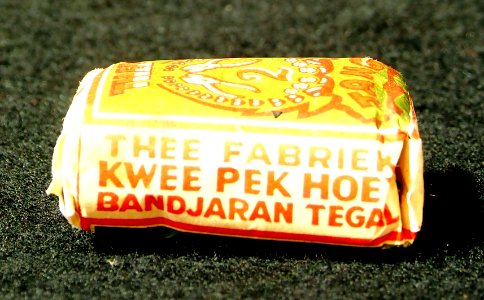 THEE FABRIEK
KWEE PEK HOE
BANDJARAN TEGAL